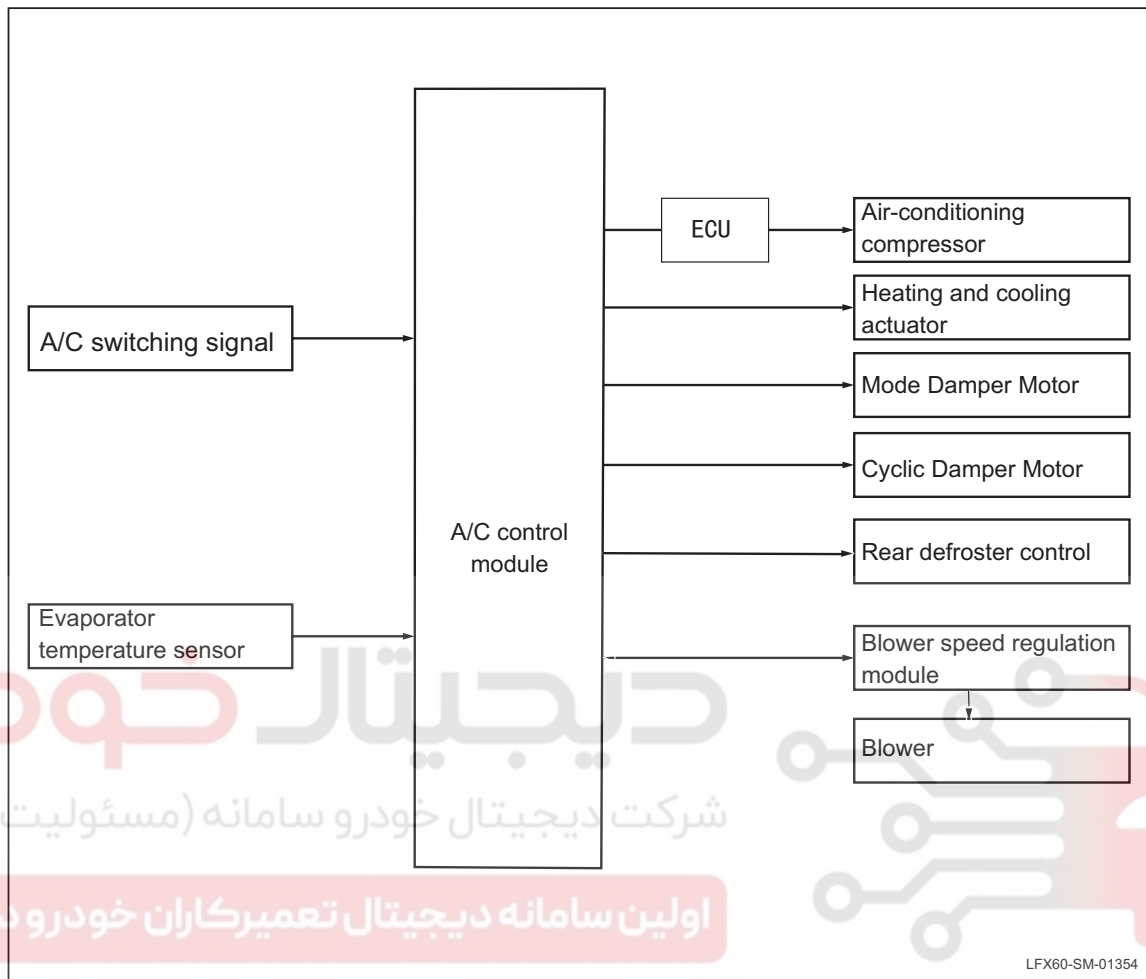 ECU
Air-conditioning
compressor
A/C switching signal
Heating and cooling
actuator
Mode Damper Motor
Cyclic Damper Motor
A/C control
module
Rear defroster control
Evaporator
temperature sensor
Blower speed regulation
module
Blower
دیجیتال خودرو
شرکت دیجیتال خودرو سامانه (مسئولیت
اولین سامانه دیجیتال تعمیرکاران خودرو د
LFX60-SM-01354